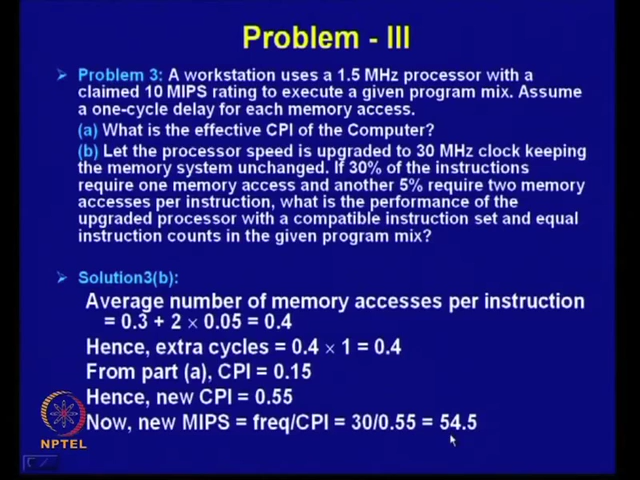 Problem - III
Problem 3: A workstation uses a 1.5 MHz processor with a
claimed 10 MIPS rating to execute a given program mix. Assume
a one-cycle delay for each memory access.
(a) What is the effective CPI of the Computer?
(b) Let the processor speed is upgraded to 30 MHz clock keeping
the memory system unchanged. If 30% of the instructions
require one memory access and another 5% require two memory
accesses per instruction, what is the performance of the
upgraded processor with a compatible instruction set and equal
instruction counts in the given program mix?
Solution3(b):
Average number of memory accesses per instruction
= 0.3 + 2 × 0.05 = 0.4
Hence, extra cycles = 0.4 × 1 = 0.4
From part (a), CPI = 0.15
Hence, new CPI = 0.55
Now, new MIPS = freq/CPI = 30/0.55 = 54.5
NPTEL